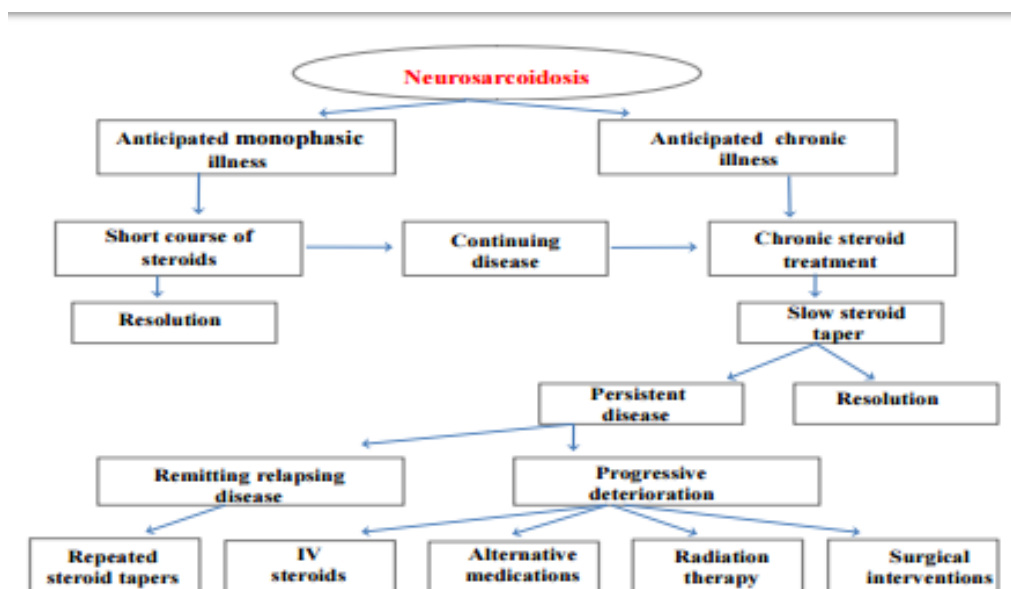 Neurosarcoidosis
Anticipated monophasic
illness
Anticipated chronic
illness
Short course of
steroids
Continuing
disease
Chronic steroid
treatment
Resolution
Slow steroid
taper
Persistent
disease
Resolution
Remitting relapsing
disease
Progressive
deterioration
Repeated
steroid tapers
IV
steroids
Alternative
medications
Radiation
therapy
Surgical
interventions